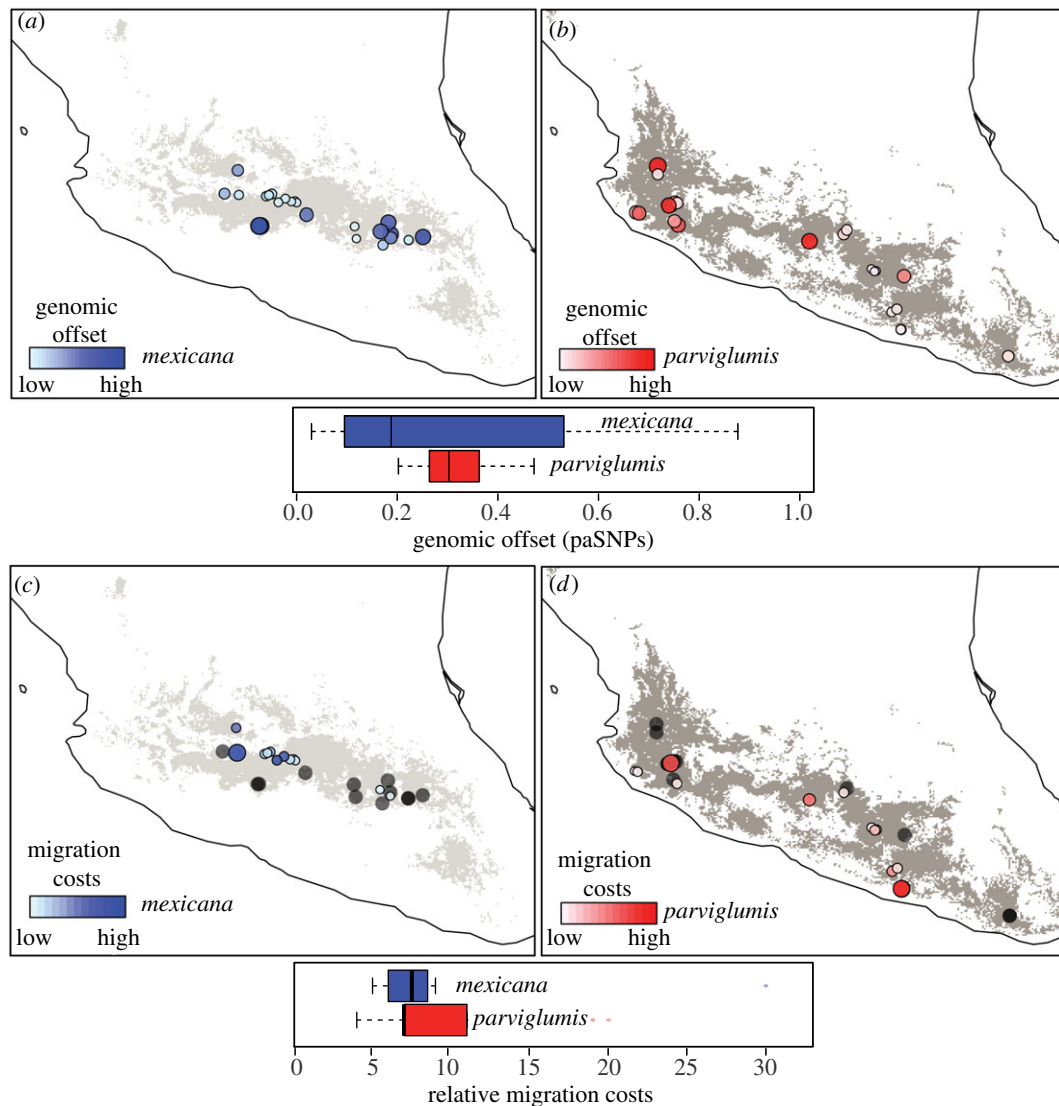 (a)
genomic
offset
mexicana
low high
(b)
genomic
offset
parviglumis
low high
mexicana
parviglumis
0.0 0.2 0.4 0.6 0.8 1.0
genomic offset (paSNPs)
(c)
migration
costs
mexicana
low high
(d)
migration
costs
parviglumis
low high
mexicana
parviglumis
0 5 10 15 20 25 30
relative migration costs